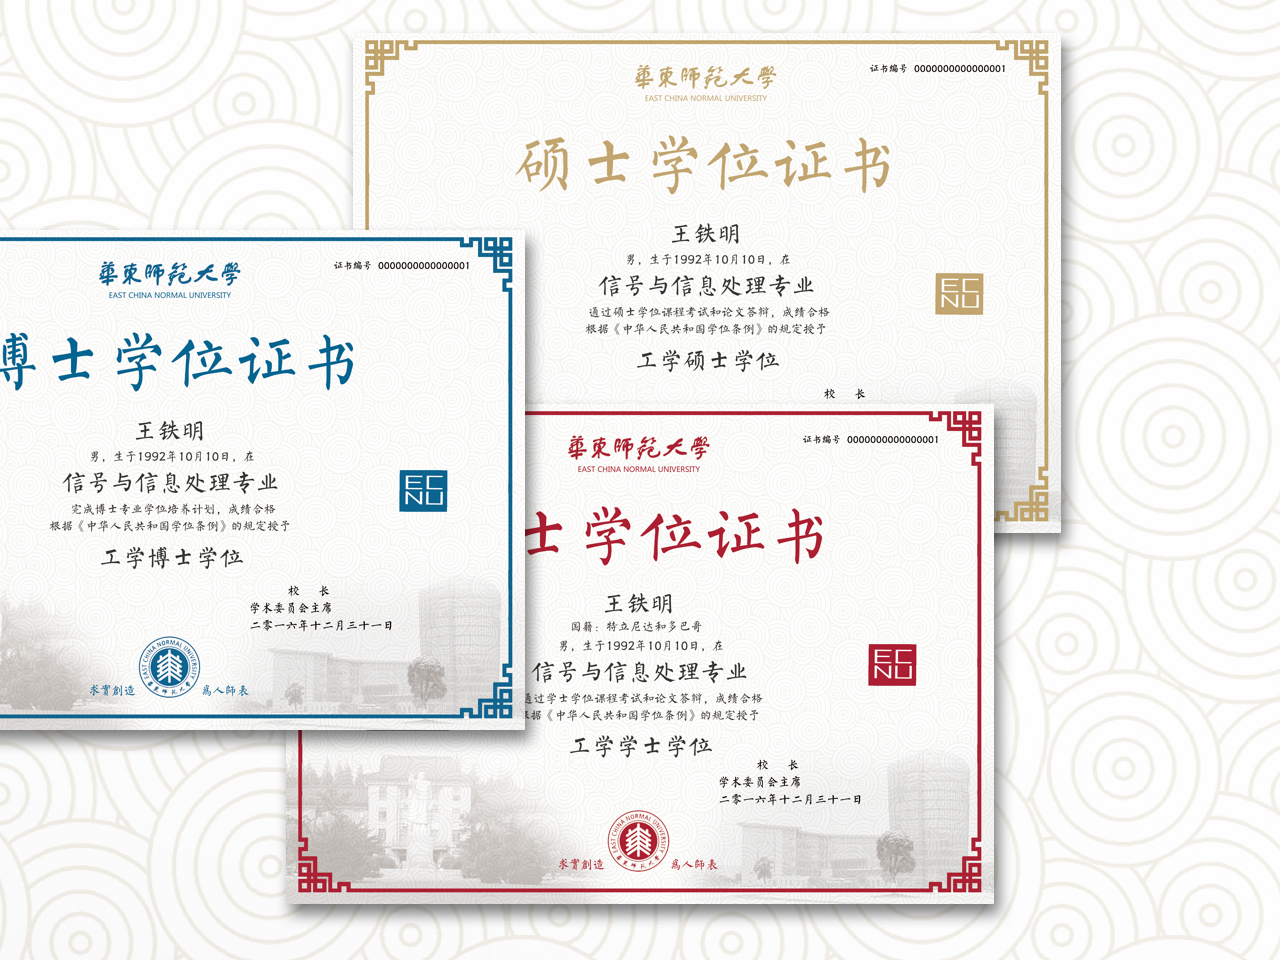 華東師範大學
EAST CHINA NORMAL UNIVERSITY
证书编号 0000000000000001
硕士学位证书
王铁明
男，生于1992年10月10日，在
信号与信息处理专业
通过硕士学位课程考试和论文答辩，成绩合格
根据《中华人民共和国学位条例》的规定授予
工学硕士学位
校 长
EC
NU
華東師範大學
EAST CHINA NORMAL UNIVERSITY
证书编号 0000000000000001
博士学位证书
王铁明
男，生于1992年10月10日，在
信号与信息处理专业
完成博士专业学位培养计划，成绩合格
根据《中华人民共和国学位条例》的规定授予
工学博士学位
EC
NU
校 长
学术委员会主席
二零一六年十二月三十一日
EAST CHINA NORMAL UNIVERSITY
華東師範大學
求實創造
為人師表
華東師範大學
EAST CHINA NORMAL UNIVERSITY
证书编号 0000000000000001
士学位证书
王铁明
国籍：特立尼达和多巴哥
男，生于1992年10月10日，在
信号与信息处理专业
通过学士学位课程考试和论文答辩，成绩合格
根据《中华人民共和国学位条例》的规定授予
工学学士学位
EC
NU
校 长
学术委员会主席
二零一六年十二月三十一日
EAST CHINA NORMAL UNIVERSITY
華東師範大學
求實創造
為人師表